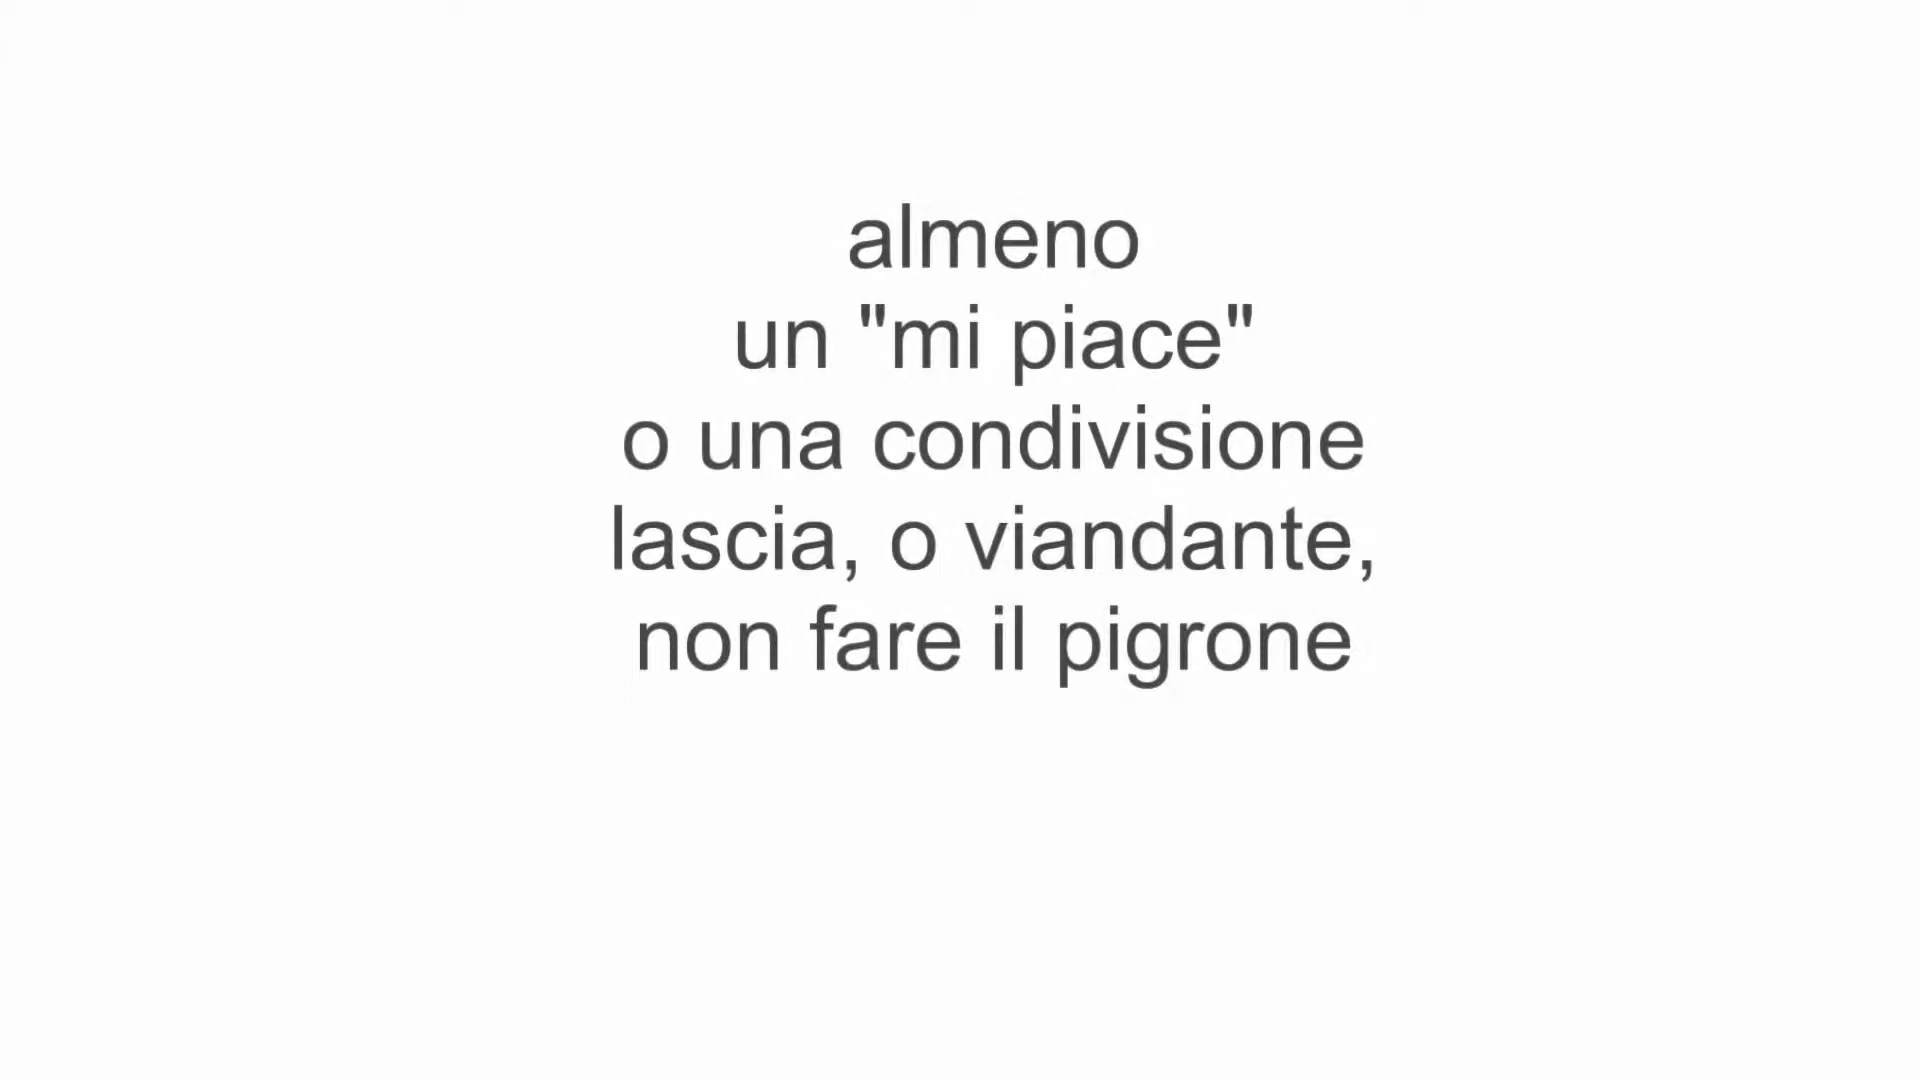 almeno
un "mi piace"
o una condivisione
lascia, o viandante,
non fare il pigrone